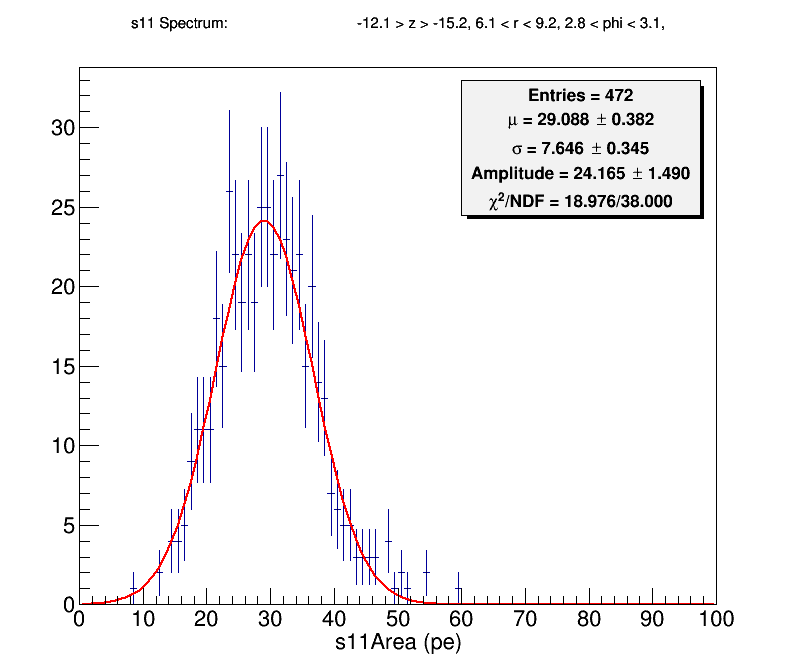 s11 Spectrum: -12.1 > z > -15.2, 6.1 < r < 9.2, 2.8 < phi < 3.1,
Entries = 472
μ = 29.088 ± 0.382
σ = 7.646 ± 0.345
Amplitude = 24.165 ± 1.490
χ²/NDF = 18.976/38.000
30
25
20
15
10
5
0
0 10 20 30 40 50 60 70 80 90 100
s11Area (pe)